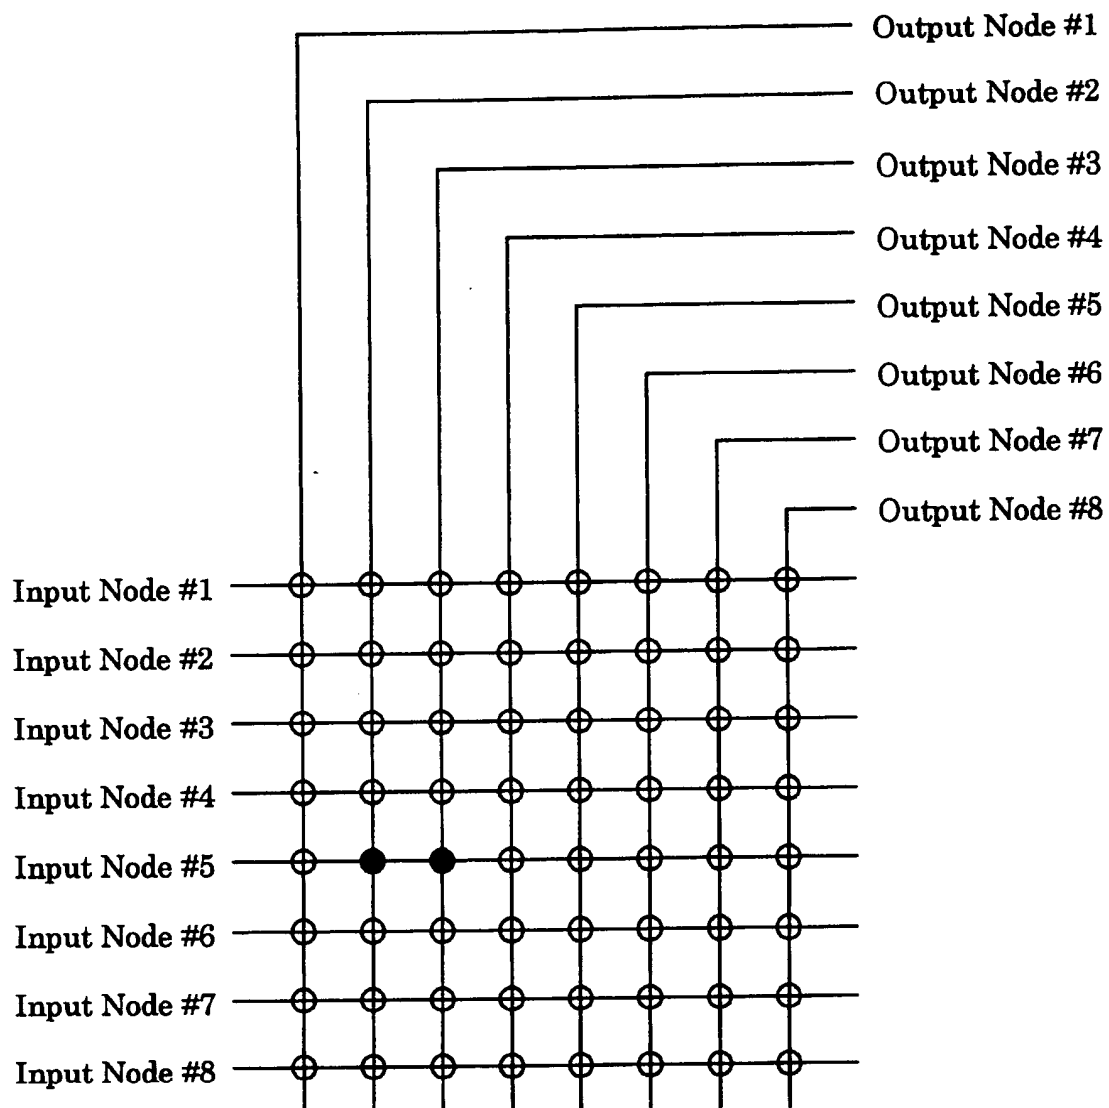 Output Node #1
Output Node #2
Output Node #3
Output Node #4
Output Node #5
Output Node #6
Output Node #7
Output Node #8
Input Node #1
Input Node #2
Input Node #3
Input Node #4
Input Node #5
Input Node #6
Input Node #7
Input Node #8